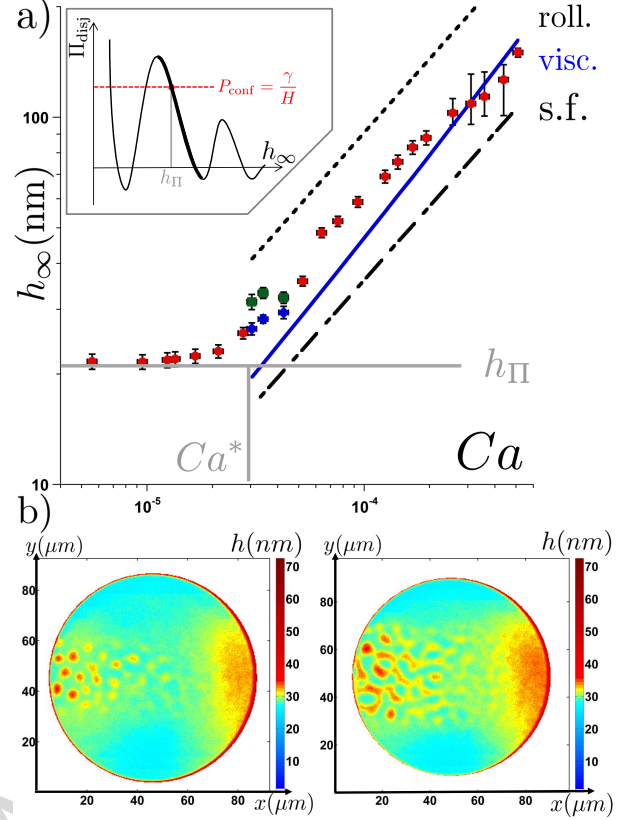 a)
Π_disj
P_conf = γ/H
h_∞
h_Π
roll.
visc.
s.f.
h_∞(nm)
100
10
h_Π
Ca*
Ca
10^-5
10^-4
b)
y(μm) h(nm) y(μm) h(nm)
80 70 80 70
60 60
60 50 60 50
40 40
40 30 40 30
20 20
20 10 20 10
20 40 60 80 x(μm) 20 40 60 80 x(μm)